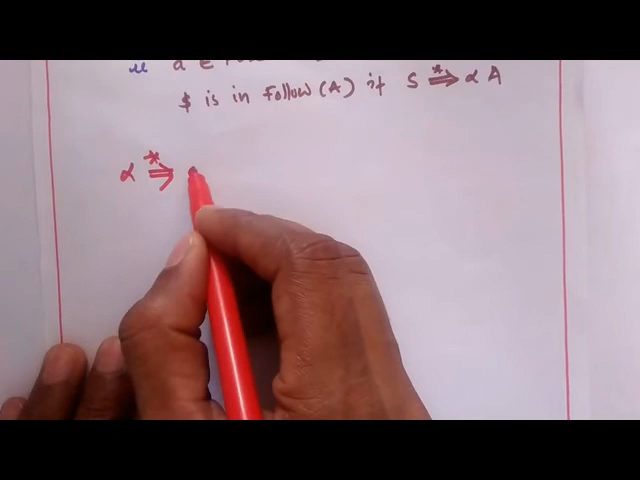 a ∈
$ is in Follow (A) if S *⇒ α A
α *⇒